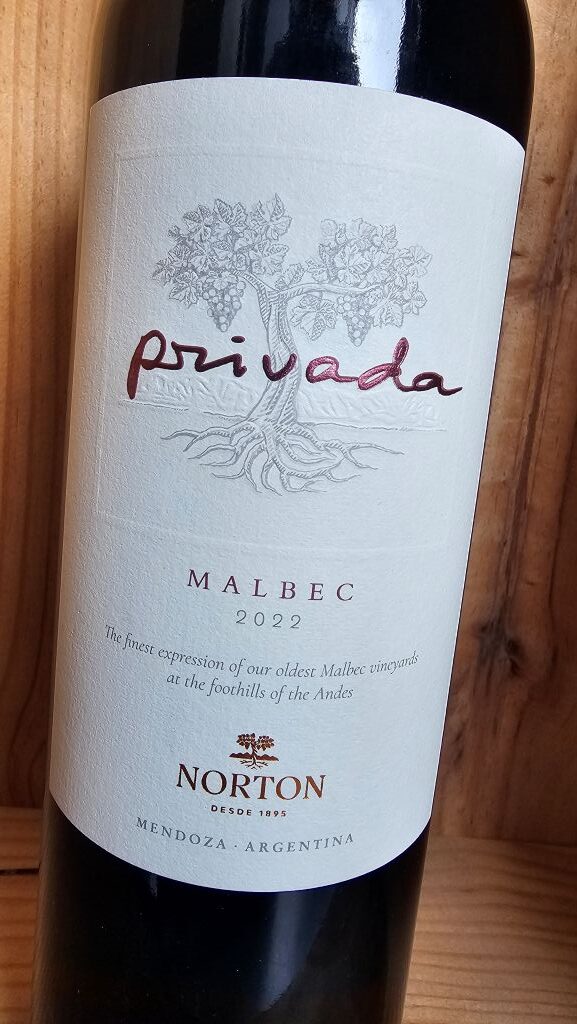 privada
MALBEC
2022
The finest expression of our oldest Malbec vineyards
at the foothills of the Andes
NORTON
DESDE 1895
MENDOZA · ARGENTINA